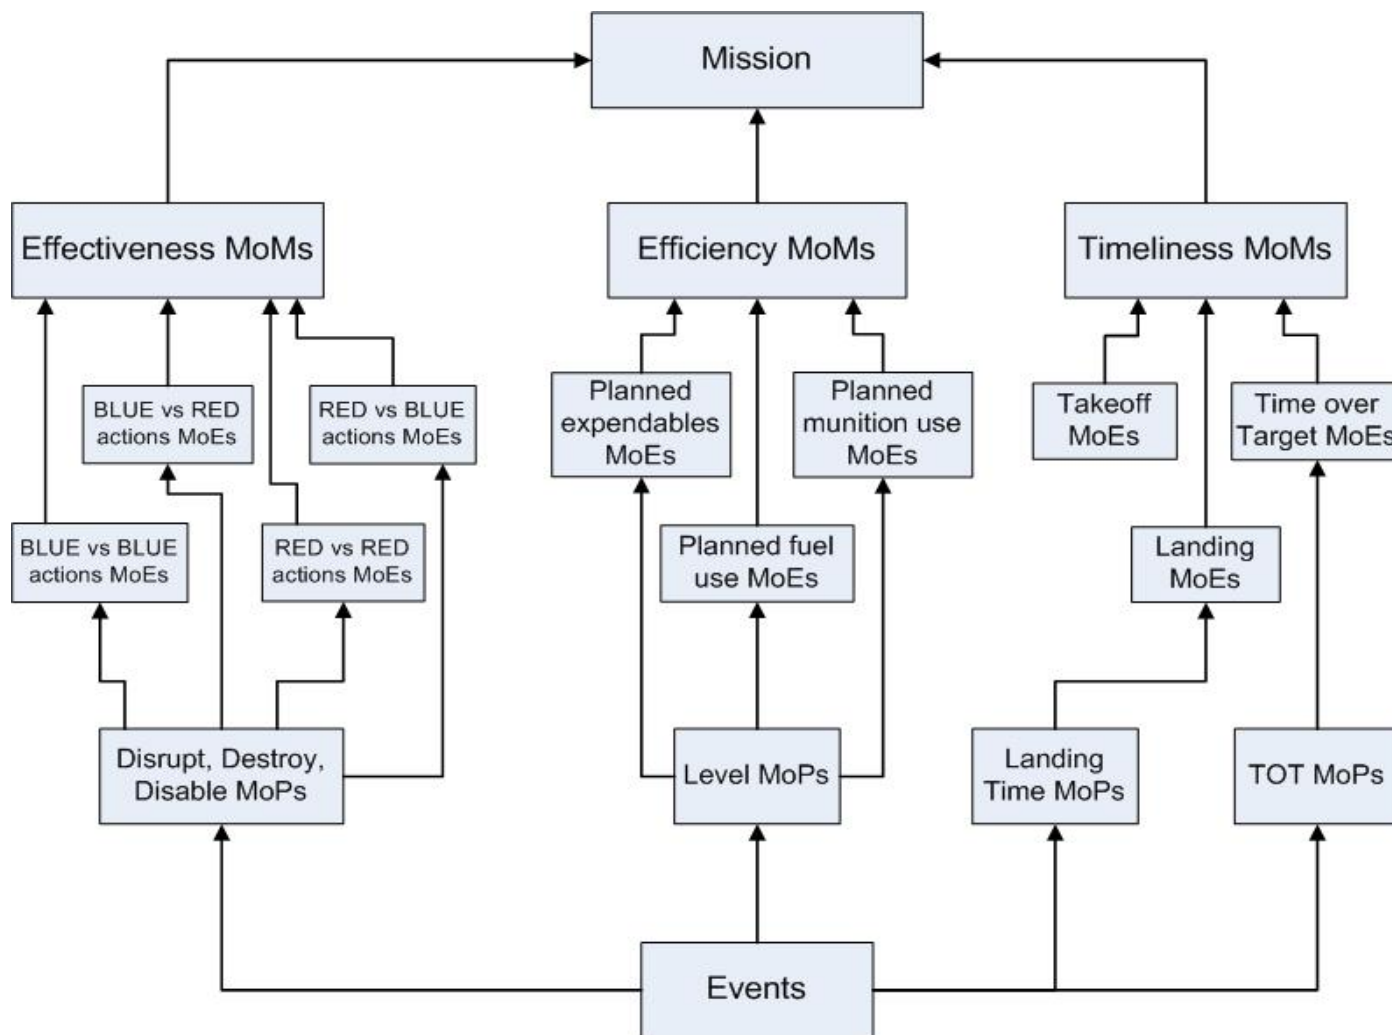 Mission
Effectiveness MoMs
Efficiency MoMs
Timeliness MoMs
BLUE vs RED
actions MoEs
RED vs BLUE
actions MoEs
Planned
expendables
MoEs
Planned
munition use
MoEs
Takeoff
MoEs
Time over
Target MoEs
BLUE vs BLUE
actions MoEs
RED vs RED
actions MoEs
Planned fuel
use MoEs
Landing
MoEs
Disrupt, Destroy,
Disable MoPs
Level MoPs
Landing
Time MoPs
TOT MoPs
Events